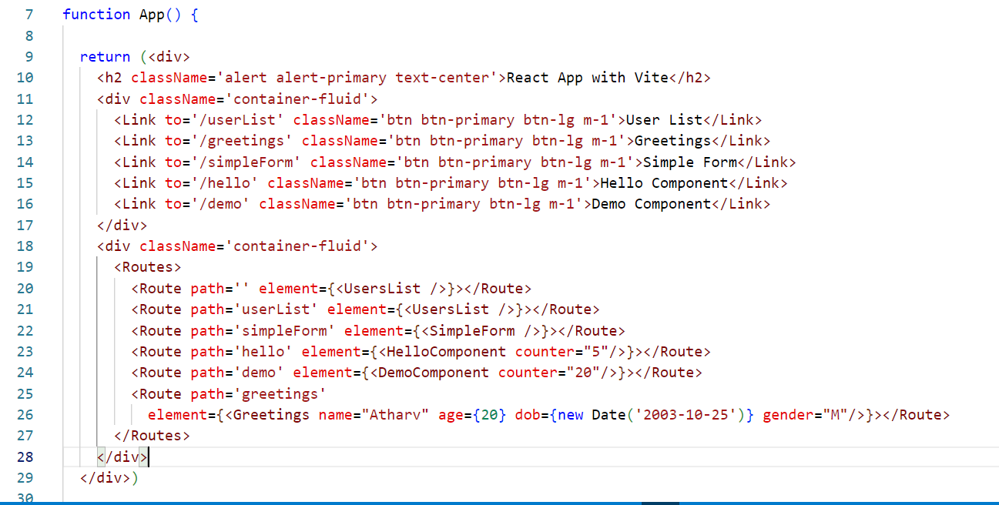 7 function App() {
8
9 return (<div>
10 <h2 className='alert alert-primary text-center'>React App with Vite</h2>
11 <div className='container-fluid'>
12 <Link to='/userList' className='btn btn-primary btn-lg m-1'>User List</Link>
13 <Link to='/greetings' className='btn btn-primary btn-lg m-1'>Greetings</Link>
14 <Link to='/simpleForm' className='btn btn-primary btn-lg m-1'>Simple Form</Link>
15 <Link to='/hello' className='btn btn-primary btn-lg m-1'>Hello Component</Link>
16 <Link to='/demo' className='btn btn-primary btn-lg m-1'>Demo Component</Link>
17 </div>
18 <div className='container-fluid'>
19 <Routes>
20 <Route path='' element={<UsersList />}></Route>
21 <Route path='userList' element={<UsersList />}></Route>
22 <Route path='simpleForm' element={<SimpleForm />}></Route>
23 <Route path='hello' element={<HelloComponent counter="5"/>}></Route>
24 <Route path='demo' element={<DemoComponent counter="20"/>}></Route>
25 <Route path='greetings'
26 element={<Greetings name="Atharv" age={20} dob={new Date('2003-10-25')} gender="M"/>}></Route>
27 </Routes>
28 </div>
29 </div>)
30